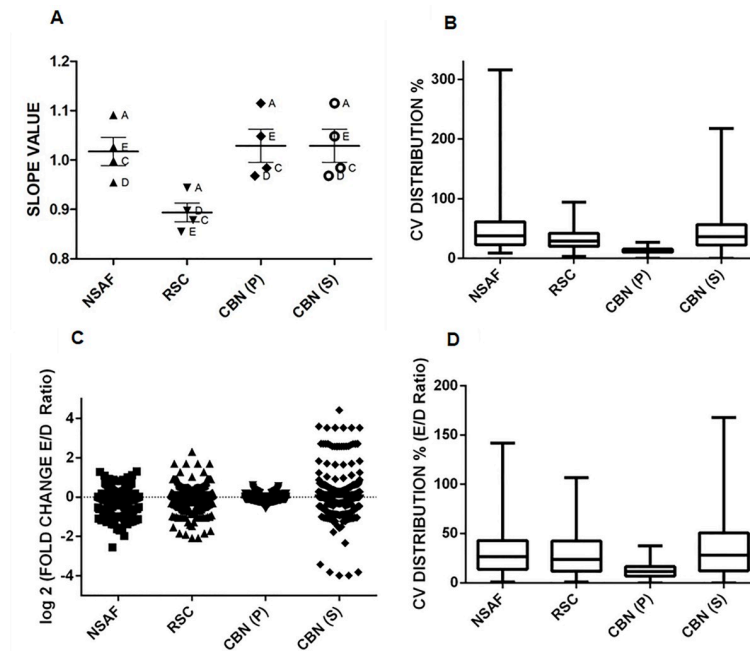 A
SLOPE VALUE
1.2
1.1
1.0
0.9
0.8
A
E
C
D
A
D
C
E
A
E
C
D
A
E
C
D
NSAF
RSC
CBN (P)
CBN (S)
B
CV DISTRIBUTION %
300
200
100
0
NSAF
RSC
CBN (P)
CBN (S)
C
log 2 (FOLD CHANGE E/D Ratio)
4
2
0
-2
-4
NSAF
RSC
CBN (P)
CBN (S)
D
CV DISTRIBUTION % (E/D Ratio)
200
150
100
50
0
NSAF
RSC
CBN (P)
CBN (S)